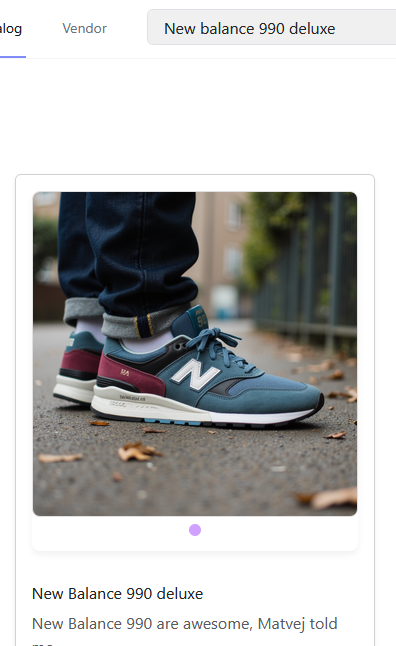 alog
Vendor
New balance 990 deluxe
N
New Balance 990 deluxe
New Balance 990 are awesome, Matvej told